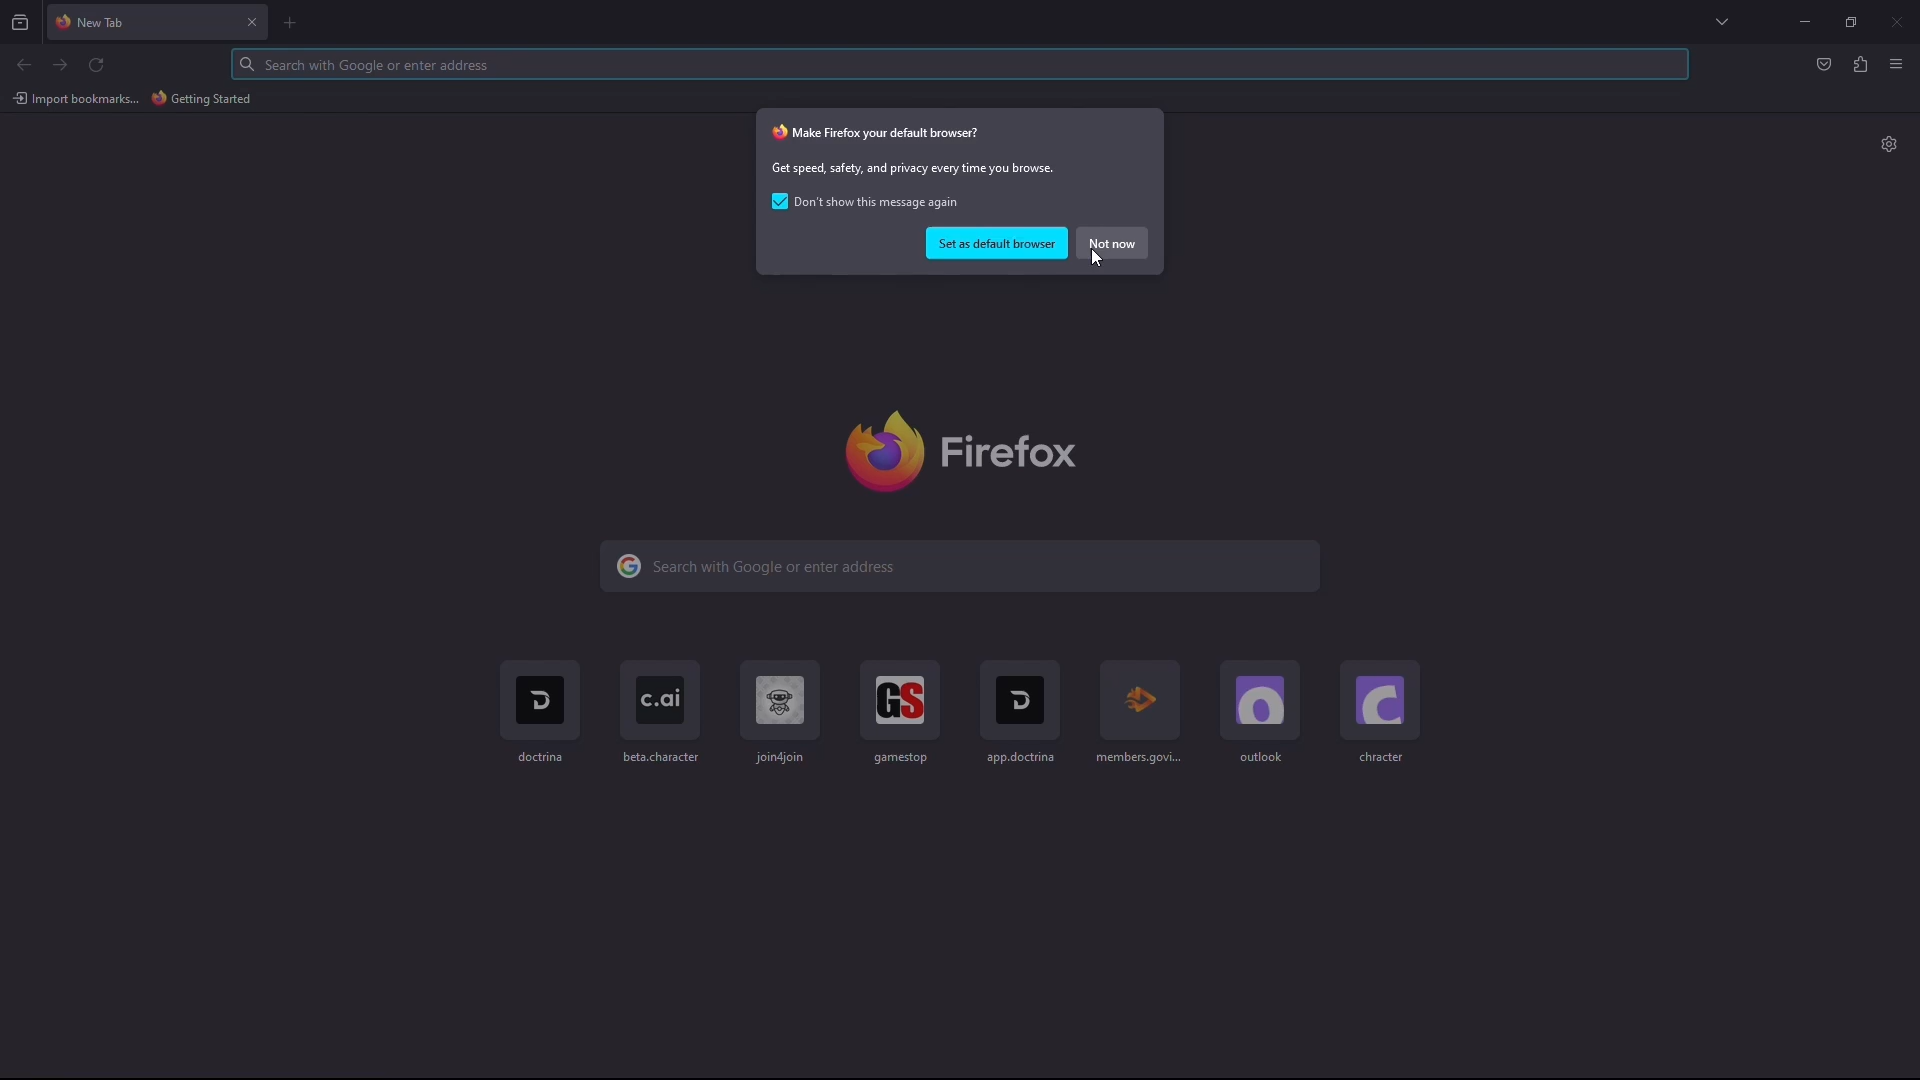 New Tab
Search with Google or enter address
Import bookmarks... Getting Started
Make Firefox your default browser?
Get speed, safety, and privacy every time you browse.
Don't show this message again
Set as default browser Not now
Firefox
Search with Google or enter address
c.ai GS o c
doctrina beta.character join4join gamestop app.doctrina members.govi... outlook chracter